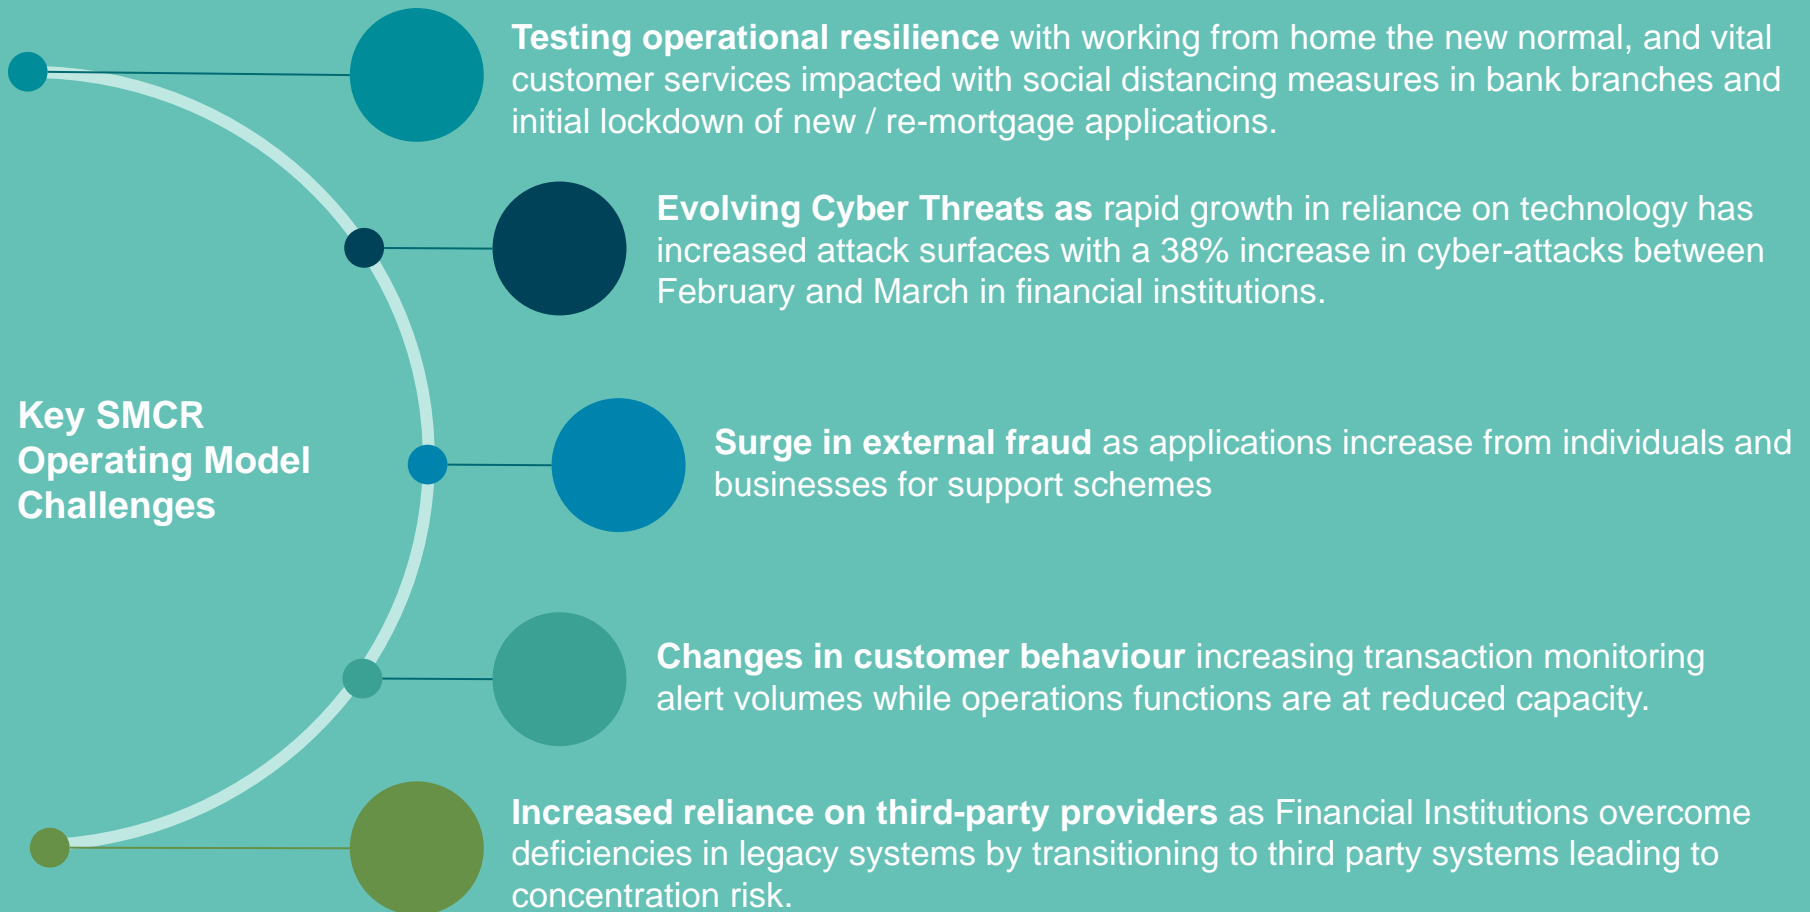 Testing operational resilience with working from home the new normal, and vital
customer services impacted with social distancing measures in bank branches and
initial lockdown of new / re-mortgage applications.
Evolving Cyber Threats as rapid growth in reliance on technology has
increased attack surfaces with a 38% increase in cyber-attacks between
February and March in financial institutions.
Key SMCR
Operating Model
Challenges
Surge in external fraud as applications increase from individuals and
businesses for support schemes
Changes in customer behaviour increasing transaction monitoring
alert volumes while operations functions are at reduced capacity.
Increased reliance on third-party providers as Financial Institutions overcome
deficiencies in legacy systems by transitioning to third party systems leading to
concentration risk.